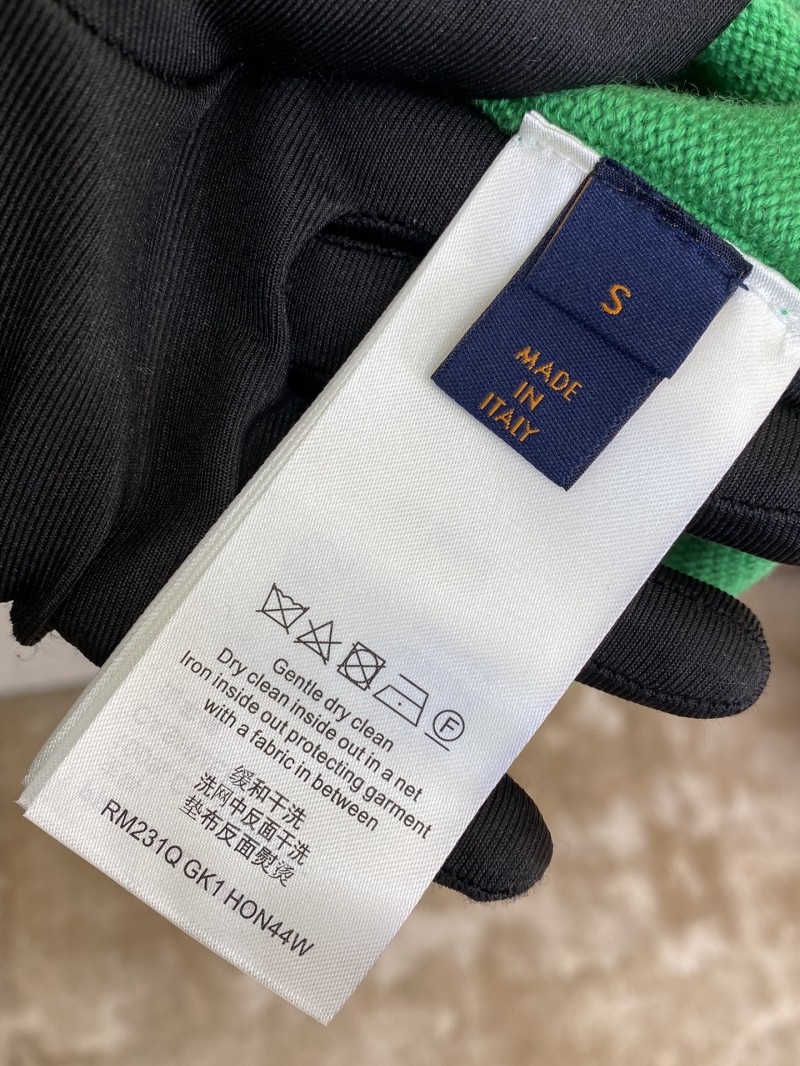 S
MADE
IN
ITALY
F
Gentle dry clean
Dry clean inside out in a net
Iron inside out protecting garment
with a fabric in between
缓和干洗
洗网中反面干洗
垫布反面熨烫
RM231Q GK1 HON44W